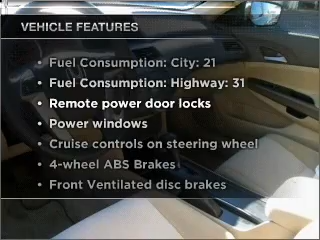 VEHICLE FEATURES
• Fuel Consumption: City: 21
• Fuel Consumption: Highway: 31
• Remote power door locks
• Power windows
• Cruise controls on steering wheel
• 4-wheel ABS Brakes
• Front Ventilated disc brakes